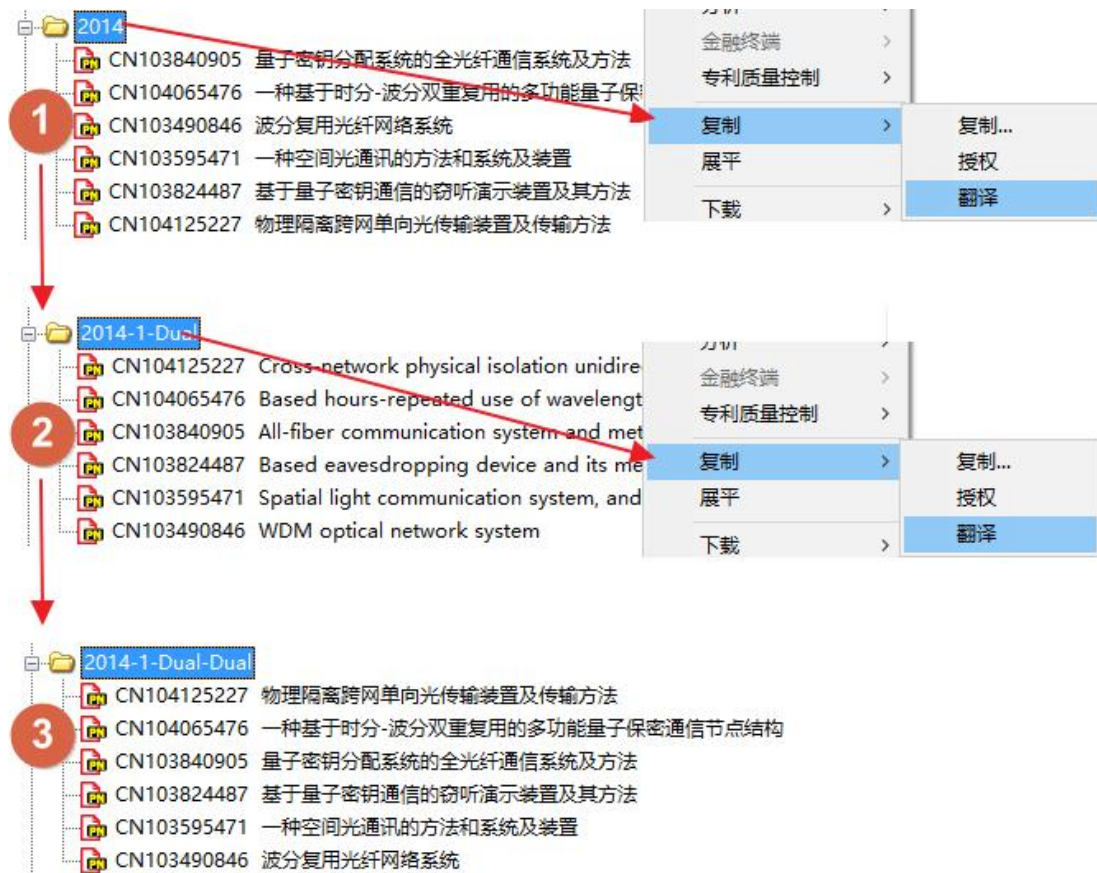 2014
CN103840905 量子密钥分配系统的全光纤通信系统及方法
CN104065476 一种基于时分-波分双重复用的多功能量子保
CN103490846 波分复用光纤网络系统
CN103595471 一种空间光通讯的方法和系统及装置
CN103824487 基于量子密钥通信的窃听演示装置及其方法
CN104125227 物理隔离跨网单向光传输装置及传输方法
1
金融终端 >
专利质量控制 >
复制 >
展平
下载 >
复制...
授权
翻译
2014-1-Dual
CN104125227 Cross-network physical isolation unidire
CN104065476 Based hours-repeated use of wavelengt
CN103840905 All-fiber communication system and met
CN103824487 Based eavesdropping device and its me
CN103595471 Spatial light communication system, and
CN103490846 WDM optical network system
2
金融终端 >
专利质量控制 >
复制 >
展平
下载 >
复制...
授权
翻译
2014-1-Dual-Dual
CN104125227 物理隔离跨网单向光传输装置及传输方法
CN104065476 一种基于时分-波分双重复用的多功能量子保密通信节点结构
CN103840905 量子密钥分配系统的全光纤通信系统及方法
CN103824487 基于量子密钥通信的窃听演示装置及其方法
CN103595471 一种空间光通讯的方法和系统及装置
CN103490846 波分复用光纤网络系统
3